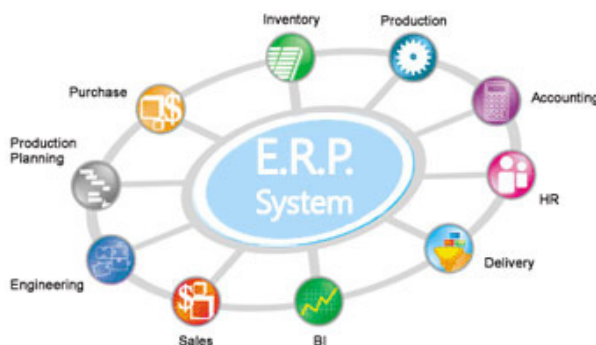 Inventory
Production
Purchase
Accounting
Production
Planning
E.R.P.
System
HR
Engineering
Delivery
Sales
BI